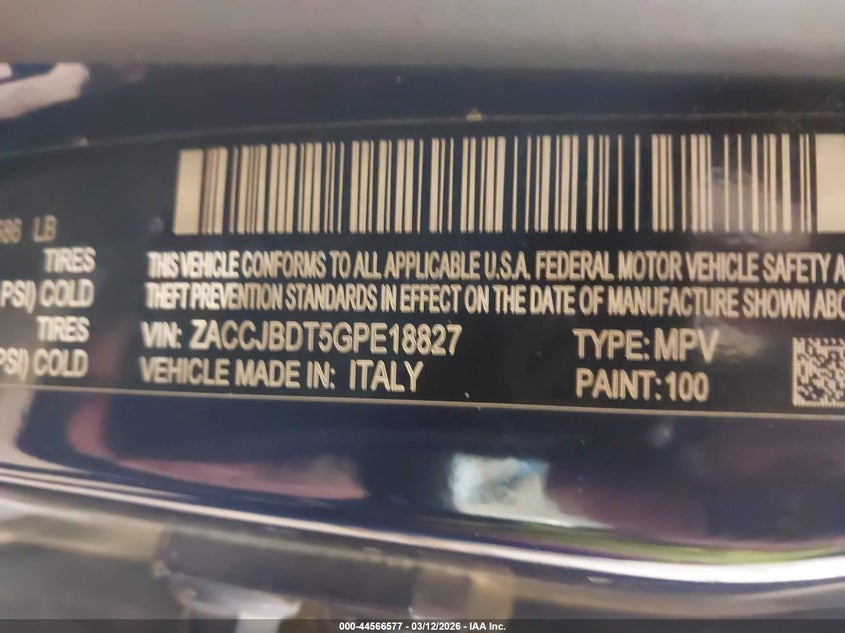 686 LB
TIRES
PSI) COLD
TIRES
PSI) COLD
THIS VEHICLE CONFORMS TO ALL APPLICABLE U.S.A. FEDERAL MOTOR VEHICLE SAFETY A
THEFT PREVENTION STANDARDS IN EFFECT ON THE DATE OF MANUFACTURE SHOWN ABO
VIN: ZACCJBDT5GPE18827 TYPE: MPV
VEHICLE MADE IN: ITALY PAINT: 100
000-44566577 - 03/12/2026 - IAA Inc.